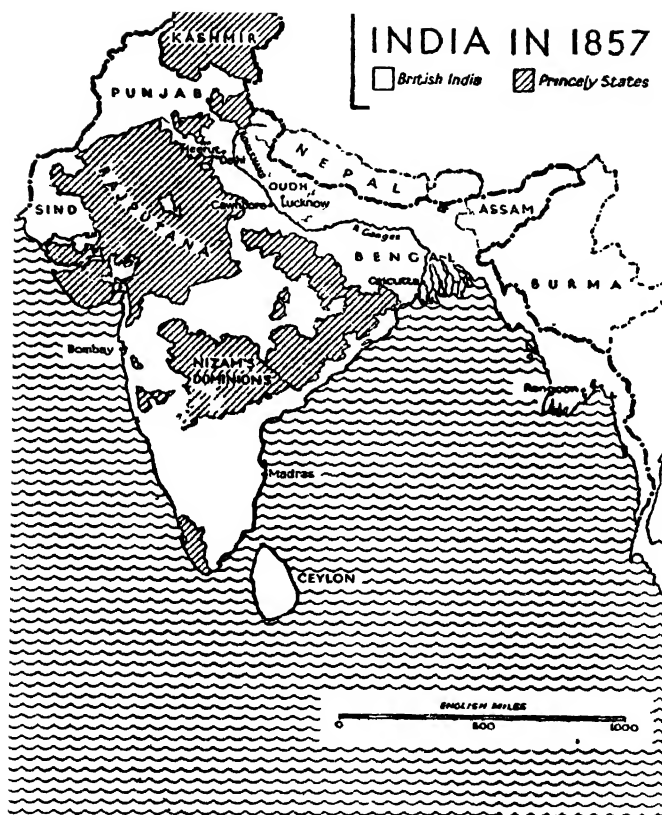 INDIA IN 1857
British India
Princely States
KASHMIR
PUNJAB
Meerut
Delhi
NEPAL
RAJPUTANA
OUDH
Lucknow
Cawnpore
SIND
ASSAM
R. Ganges
BENGAL
Calcutta
BURMA
Bombay
NIZAM'S
DOMINIONS
Rangoon
Madras
CEYLON
ENGLISH MILES
0
500
1000